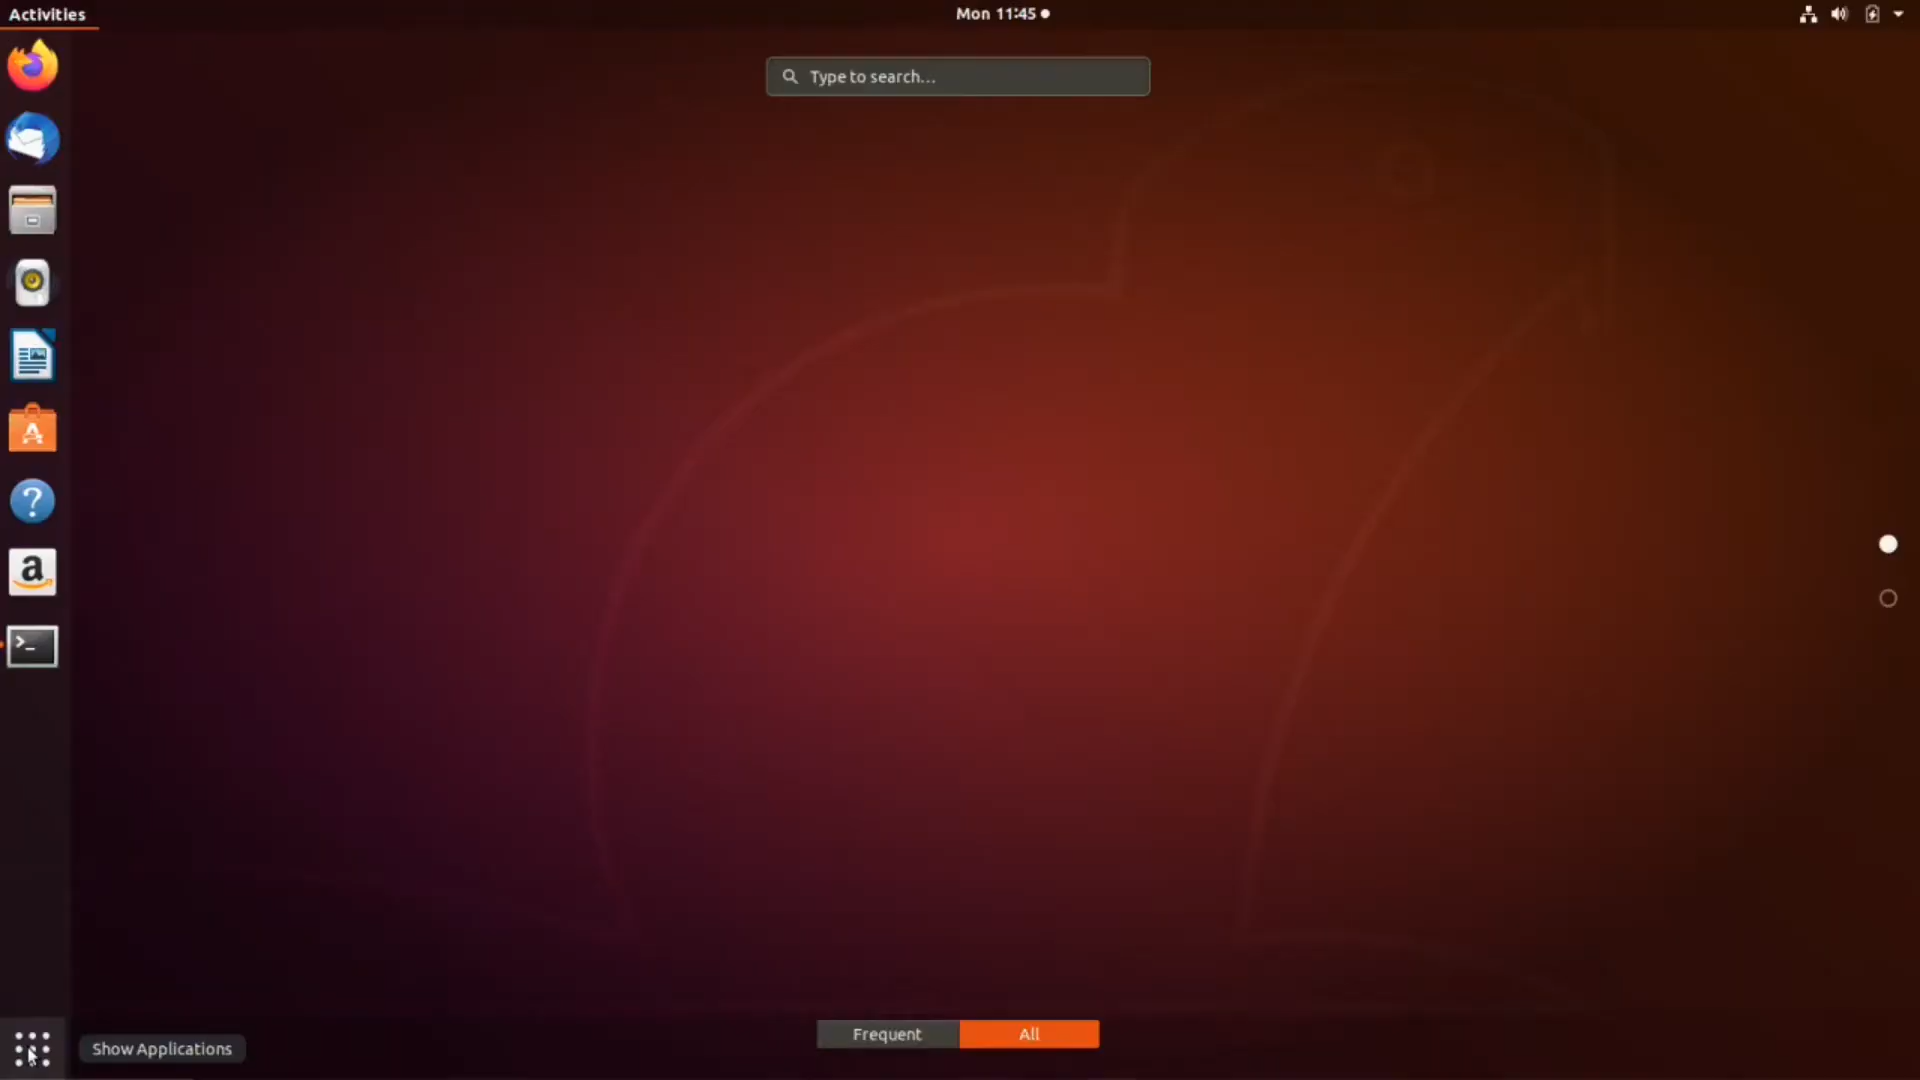 Activities
Mon 11:45
Type to search...
?
a
>_
Show Applications
Frequent
All